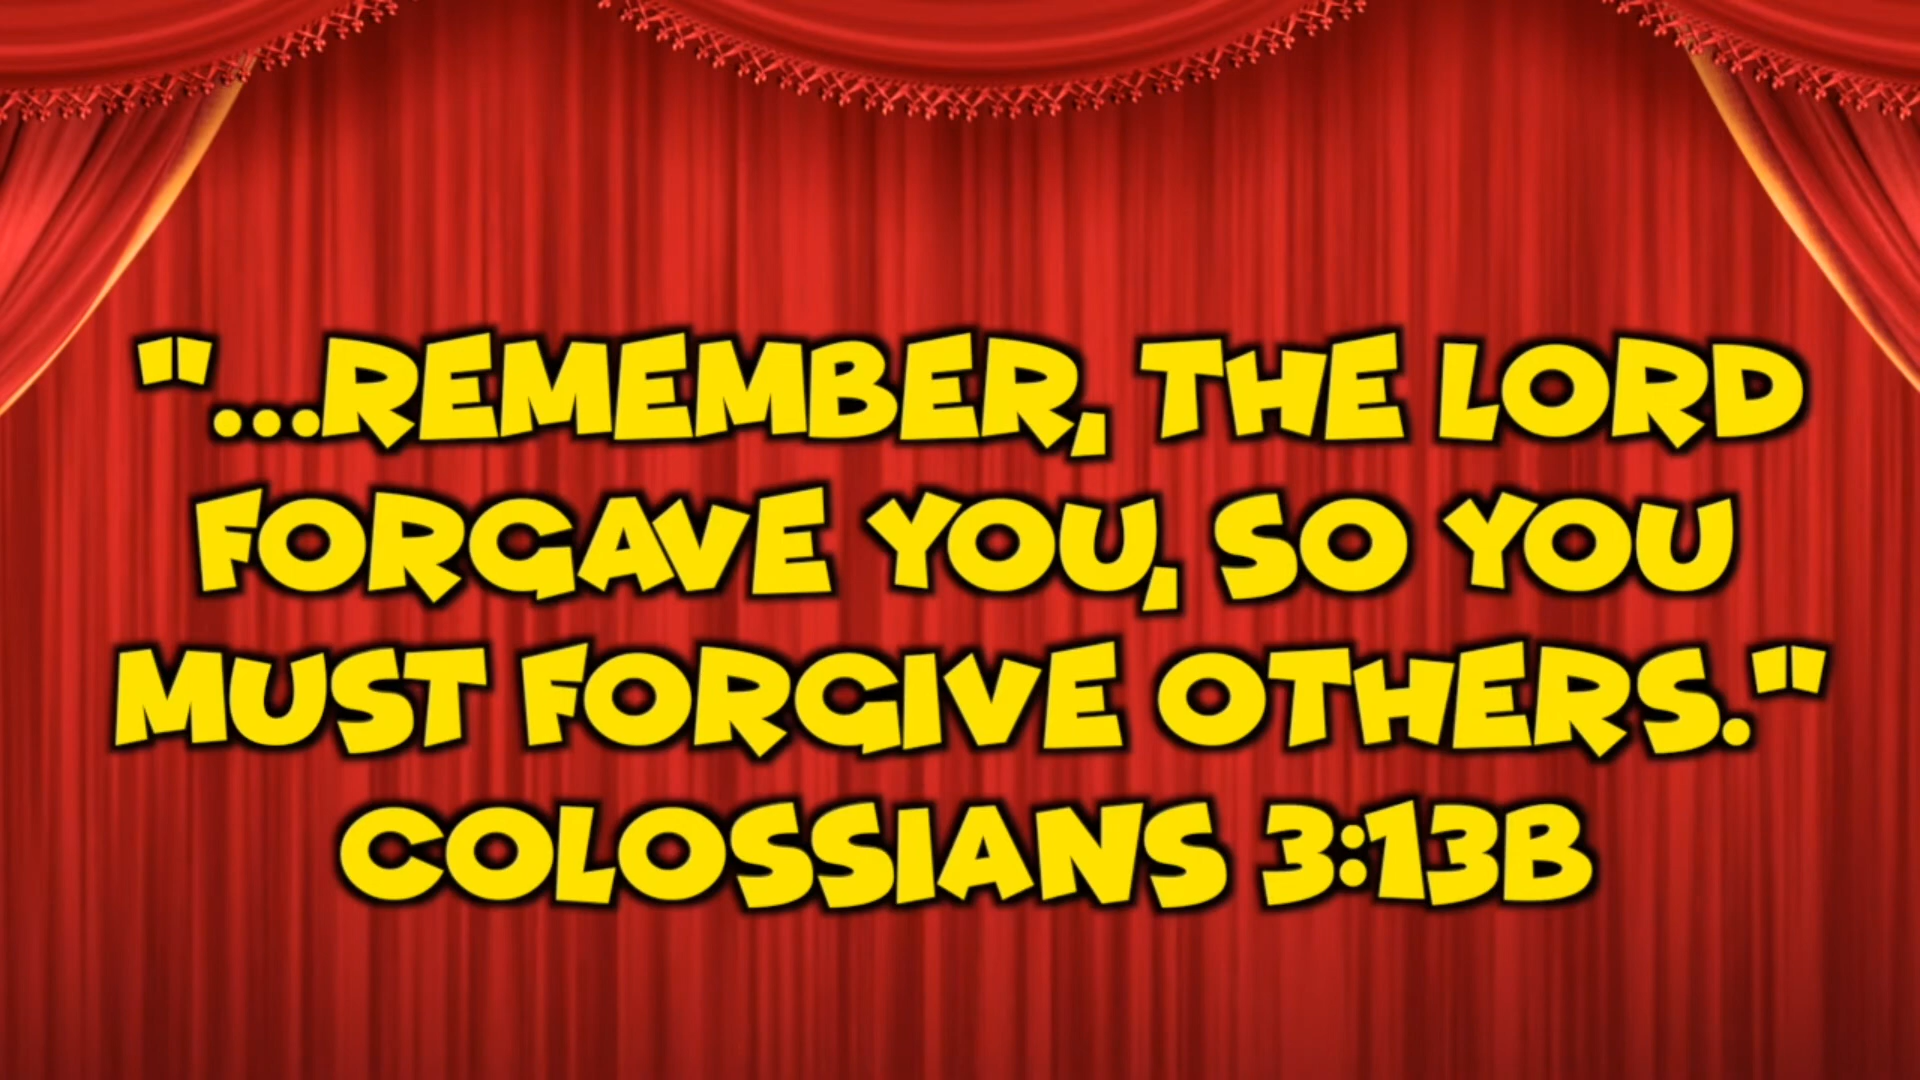 "...REMEMBER, THE LORD
FORGAVE YOU, SO YOU
MUST FORGIVE OTHERS."
COLOSSIANS 3:13B